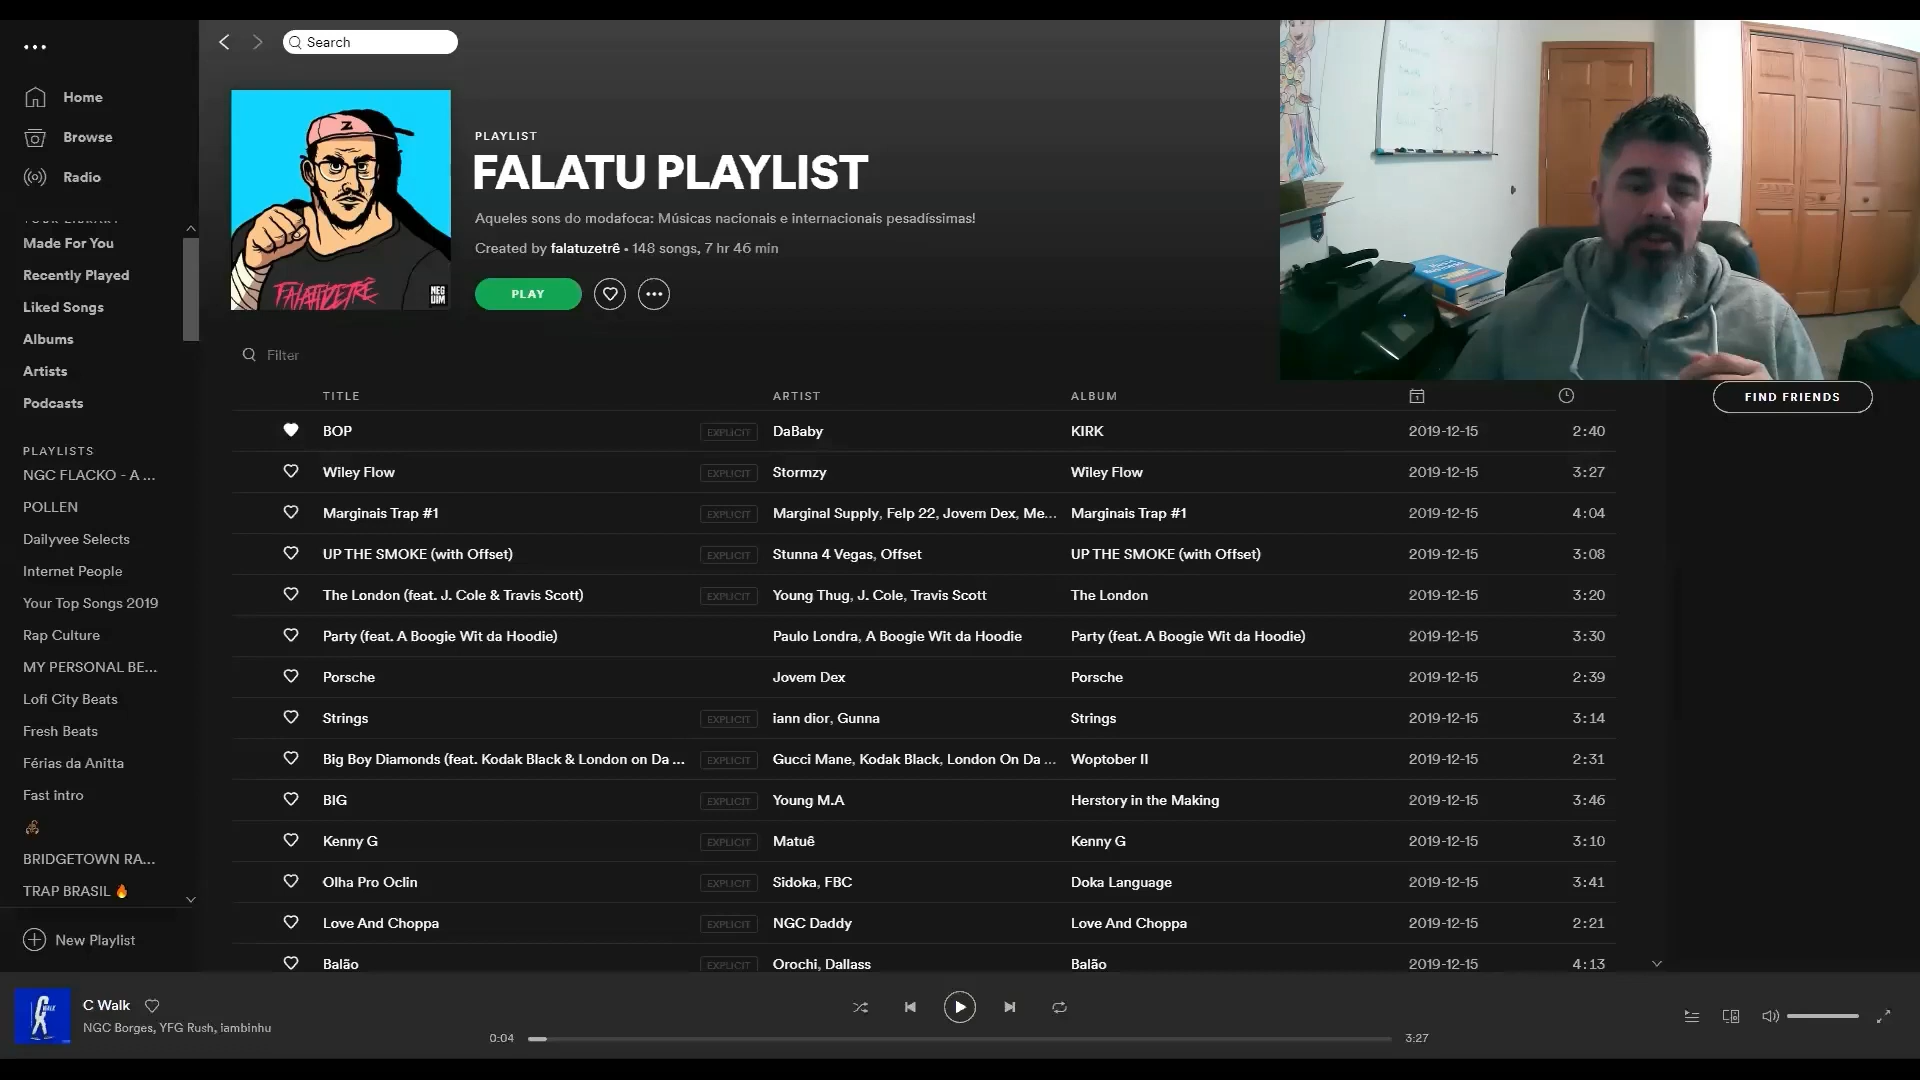 Search
Home
Browse
Radio
YOUR LIBRARY
Made For You
Recently Played
Liked Songs
Albums
Artists
Podcasts
PLAYLISTS
NGC FLACKO - A ...
POLLEN
Dailyvee Selects
Internet People
Your Top Songs 2019
Rap Culture
MY PERSONAL BE...
Lofi City Beats
Fresh Beats
Férias da Anitta
Fast intro
BRIDGETOWN RA...
TRAP BRASIL 🔥
New Playlist
Z
FALATUZETRÊ
NEG
UIM
PLAYLIST
FALATU PLAYLIST
Aqueles sons do modafoca: Músicas nacionais e internacionais pesadíssimas!
Created by falatuzetrê • 148 songs, 7 hr 46 min
PLAY
Filter
FIND FRIENDS
TITLE ARTIST ALBUM
BOP EXPLICIT DaBaby KIRK 2019-12-15 2:40
Wiley Flow EXPLICIT Stormzy Wiley Flow 2019-12-15 3:27
Marginais Trap #1 EXPLICIT Marginal Supply, Felp 22, Jovem Dex, Me... Marginais Trap #1 2019-12-15 4:04
UP THE SMOKE (with Offset) EXPLICIT Stunna 4 Vegas, Offset UP THE SMOKE (with Offset) 2019-12-15 3:08
The London (feat. J. Cole & Travis Scott) EXPLICIT Young Thug, J. Cole, Travis Scott The London 2019-12-15 3:20
Party (feat. A Boogie Wit da Hoodie) Paulo Londra, A Boogie Wit da Hoodie Party (feat. A Boogie Wit da Hoodie) 2019-12-15 3:30
Porsche Jovem Dex Porsche 2019-12-15 2:39
Strings EXPLICIT iann dior, Gunna Strings 2019-12-15 3:14
Big Boy Diamonds (feat. Kodak Black & London on Da ... EXPLICIT Gucci Mane, Kodak Black, London On Da ... Woptober II 2019-12-15 2:31
BIG EXPLICIT Young M.A Herstory in the Making 2019-12-15 3:46
Kenny G EXPLICIT Matuê Kenny G 2019-12-15 3:10
Olha Pro Oclin EXPLICIT Sidoka, FBC Doka Language 2019-12-15 3:41
Love And Choppa EXPLICIT NGC Daddy Love And Choppa 2019-12-15 2:21
Balão EXPLICIT Orochi, Dallass Balão 2019-12-15 4:13
C Walk
NGC Borges, YFG Rush, iambinhu
0:04 3:27